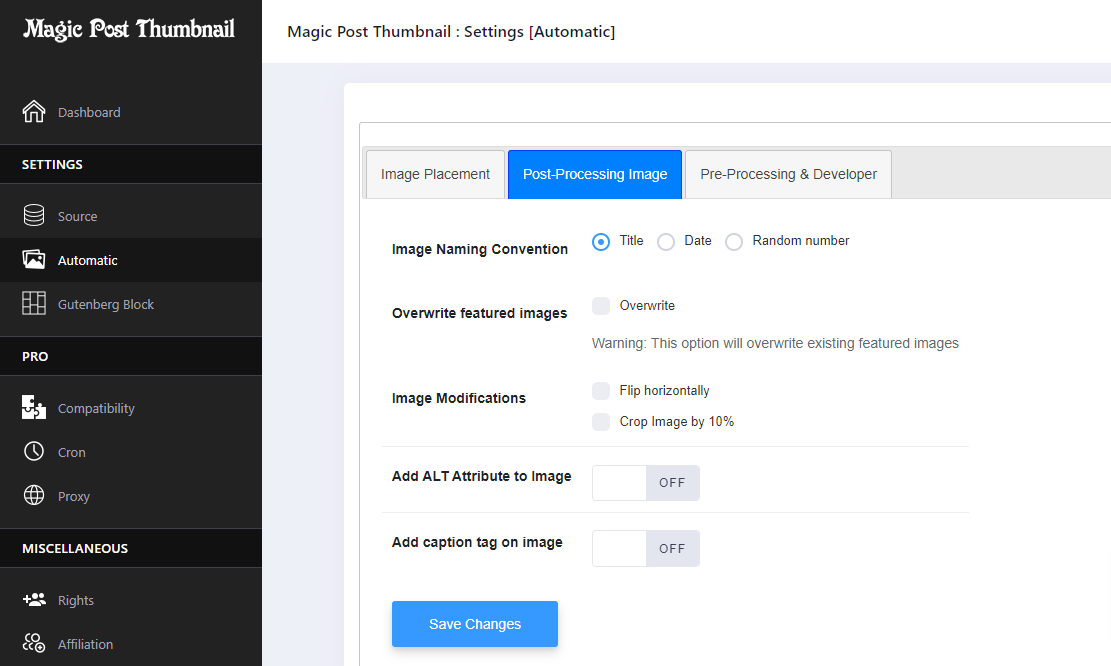 Magic Post Thumbnail
Magic Post Thumbnail : Settings [Automatic]
Dashboard
SETTINGS
Source
Automatic
Gutenberg Block
PRO
Compatibility
Cron
Proxy
MISCELLANEOUS
Rights
Affiliation
Image Placement Post-Processing Image Pre-Processing & Developer
Image Naming Convention Title Date Random number
Overwrite featured images Overwrite
Warning: This option will overwrite existing featured images
Image Modifications Flip horizontally
Crop Image by 10%
Add ALT Attribute to Image OFF
Add caption tag on image OFF
Save Changes